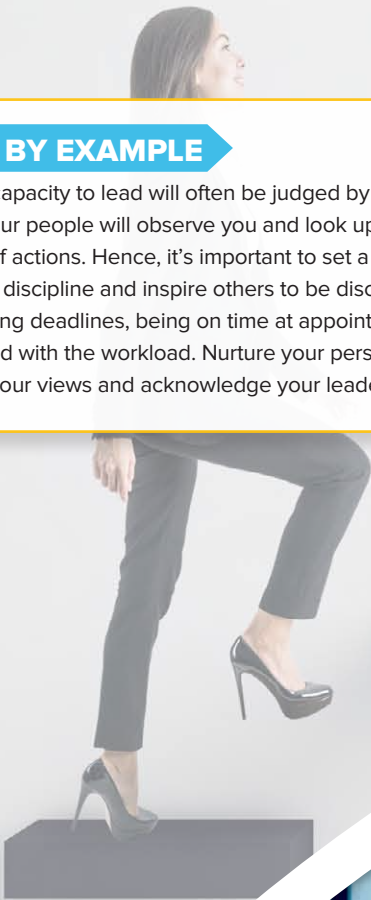 BY EXAMPLE
apacity to lead will often be judged by
ur people will observe you and look up
f actions. Hence, it's important to set a
discipline and inspire others to be disc
ng deadlines, being on time at appoint
d with the workload. Nurture your pers
our views and acknowledge your leade